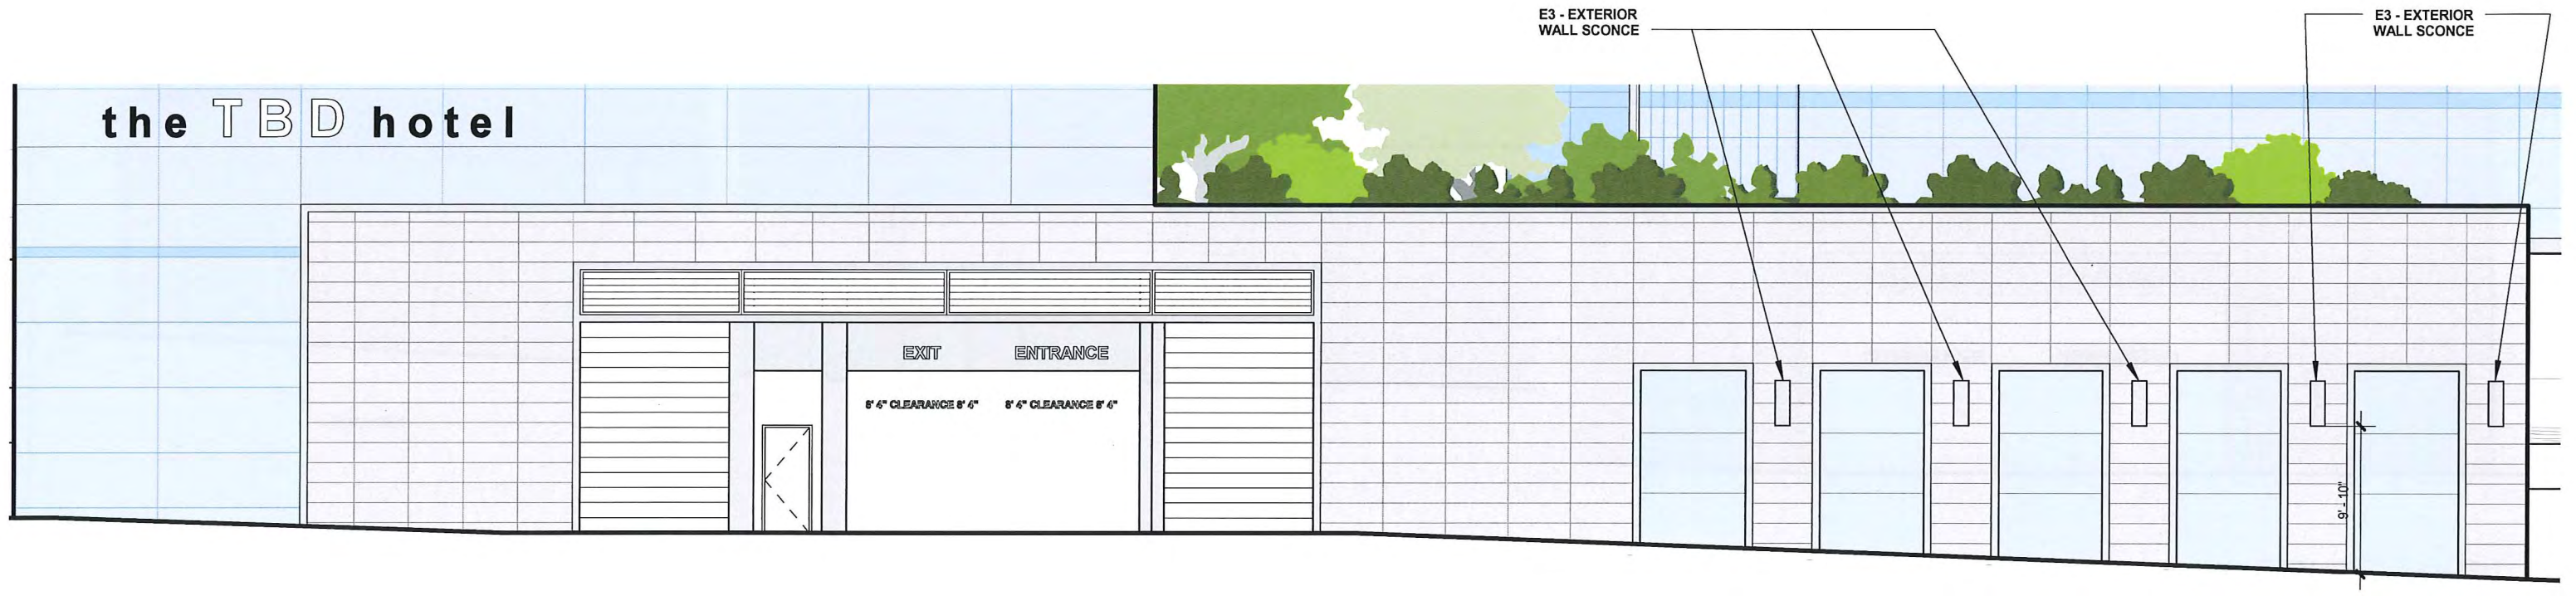 E3 - EXTERIOR
WALL SCONCE
E3 - EXTERIOR
WALL SCONCE
the TBD hotel
EXIT
ENTRANCE
8' 4" CLEARANCE 8' 4"
8' 4" CLEARANCE 8' 4"
9' - 10"